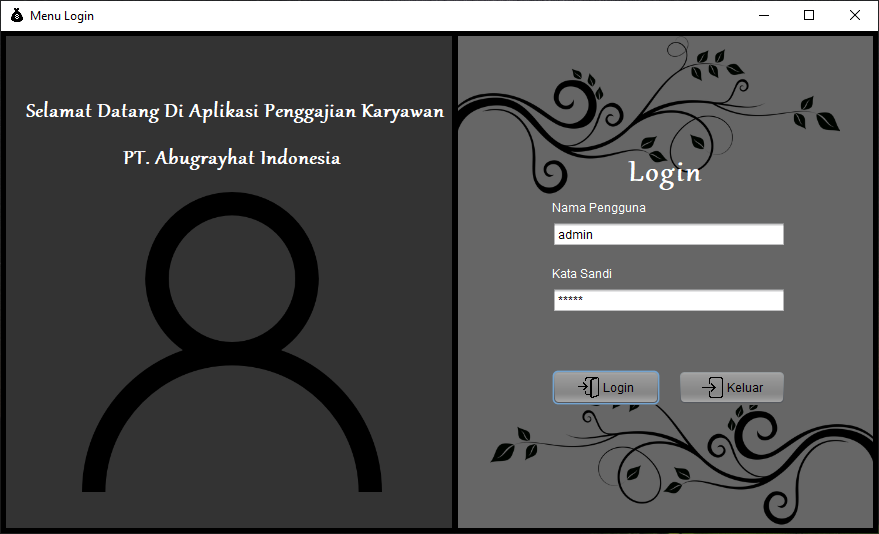 Menu Login
Selamat Datang Di Aplikasi Penggajian Karyawan
PT. Abugrayhat Indonesia
Login
Nama Pengguna
admin
Kata Sandi
*****
Login
Keluar